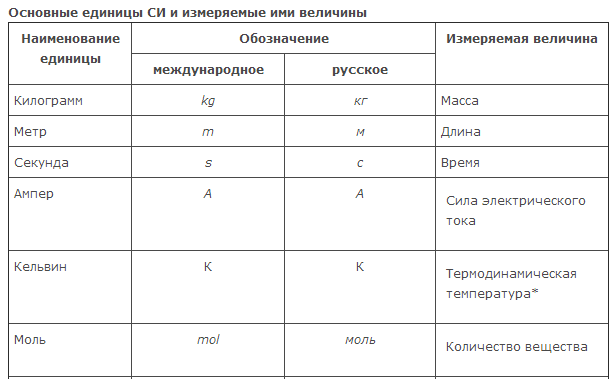 Основные единицы СИ и измеряемые ими величины
Наименование единицы Обозначение Измеряемая величина
международное русское
Килограмм kg кг Масса
Метр m м Длина
Секунда s с Время
Ампер A А Сила электрического тока
Кельвин K К Термодинамическая температура*
Моль mol моль Количество вещества